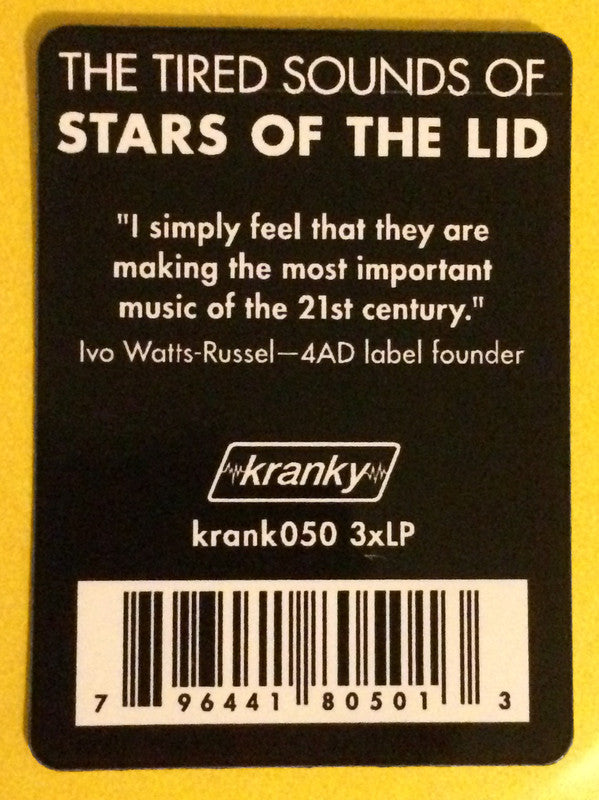 THE TIRED SOUNDS OF
STARS OF THE LID
"I simply feel that they are
making the most important
music of the 21st century."
Ivo Watts-Russel—4AD label founder
kranky
krank050 3xLP
7 96441 80501 3